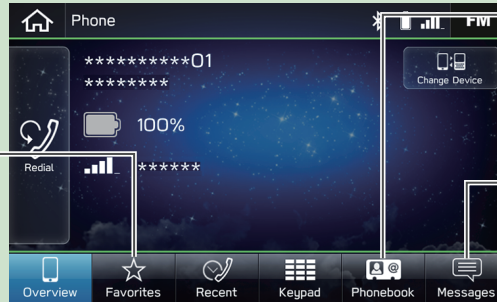 Phone
FM
**********01
********
Change Device
100%
******
Redial
Overview
Favorites
Recent
Keypad
Phonebook
Messages